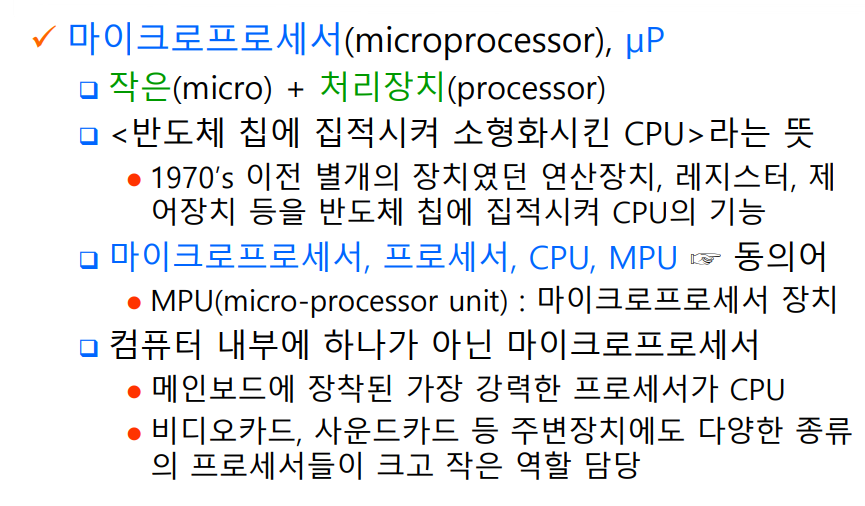 ✓ 마이크로프로세서(microprocessor), μP
❑ 작은(micro) + 처리장치(processor)
❑ <반도체 칩에 집적시켜 소형화시킨 CPU>라는 뜻
● 1970's 이전 별개의 장치였던 연산장치, 레지스터, 제
어장치 등을 반도체 칩에 집적시켜 CPU의 기능
❑ 마이크로프로세서, 프로세서, CPU, MPU ☞ 동의어
● MPU(micro-processor unit) : 마이크로프로세서 장치
❑ 컴퓨터 내부에 하나가 아닌 마이크로프로세서
● 메인보드에 장착된 가장 강력한 프로세서가 CPU
● 비디오카드, 사운드카드 등 주변장치에도 다양한 종류
의 프로세서들이 크고 작은 역할 담당